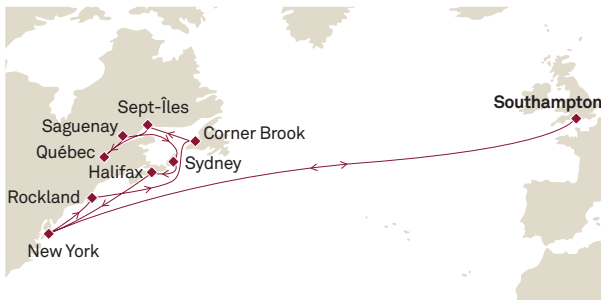 Southampton
Sept-Îles
Saguenay
Corner Brook
Québec
Sydney
Halifax
Rockland
New York